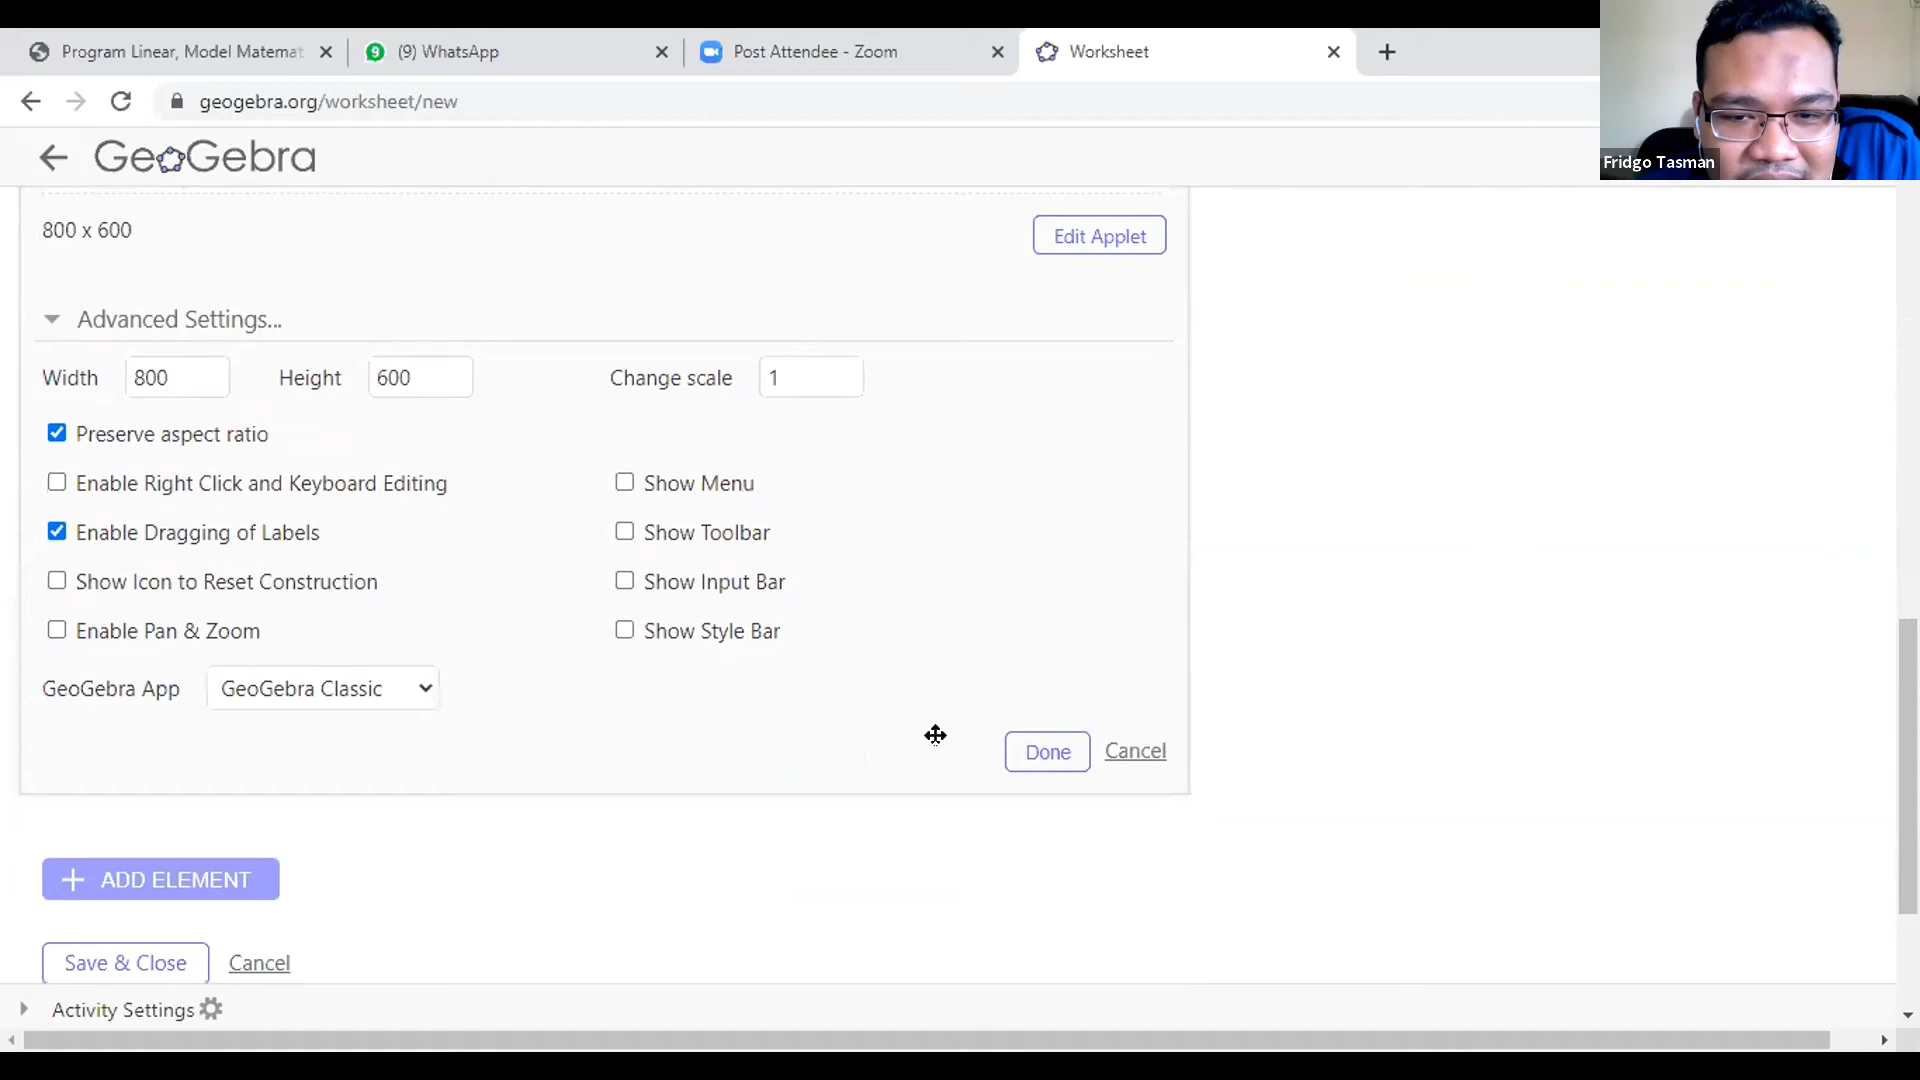 Program Linear, Model Matemat
9 (9) WhatsApp
Post Attendee - Zoom
Worksheet
geogebra.org/worksheet/new
GeoGebra
Fridgo Tasman
800 x 600
Edit Applet
Advanced Settings...
Width 800 Height 600 Change scale 1
Preserve aspect ratio
Enable Right Click and Keyboard Editing Show Menu
Enable Dragging of Labels Show Toolbar
Show Icon to Reset Construction Show Input Bar
Enable Pan & Zoom Show Style Bar
GeoGebra App GeoGebra Classic
Done Cancel
+ ADD ELEMENT
Save & Close Cancel
Activity Settings